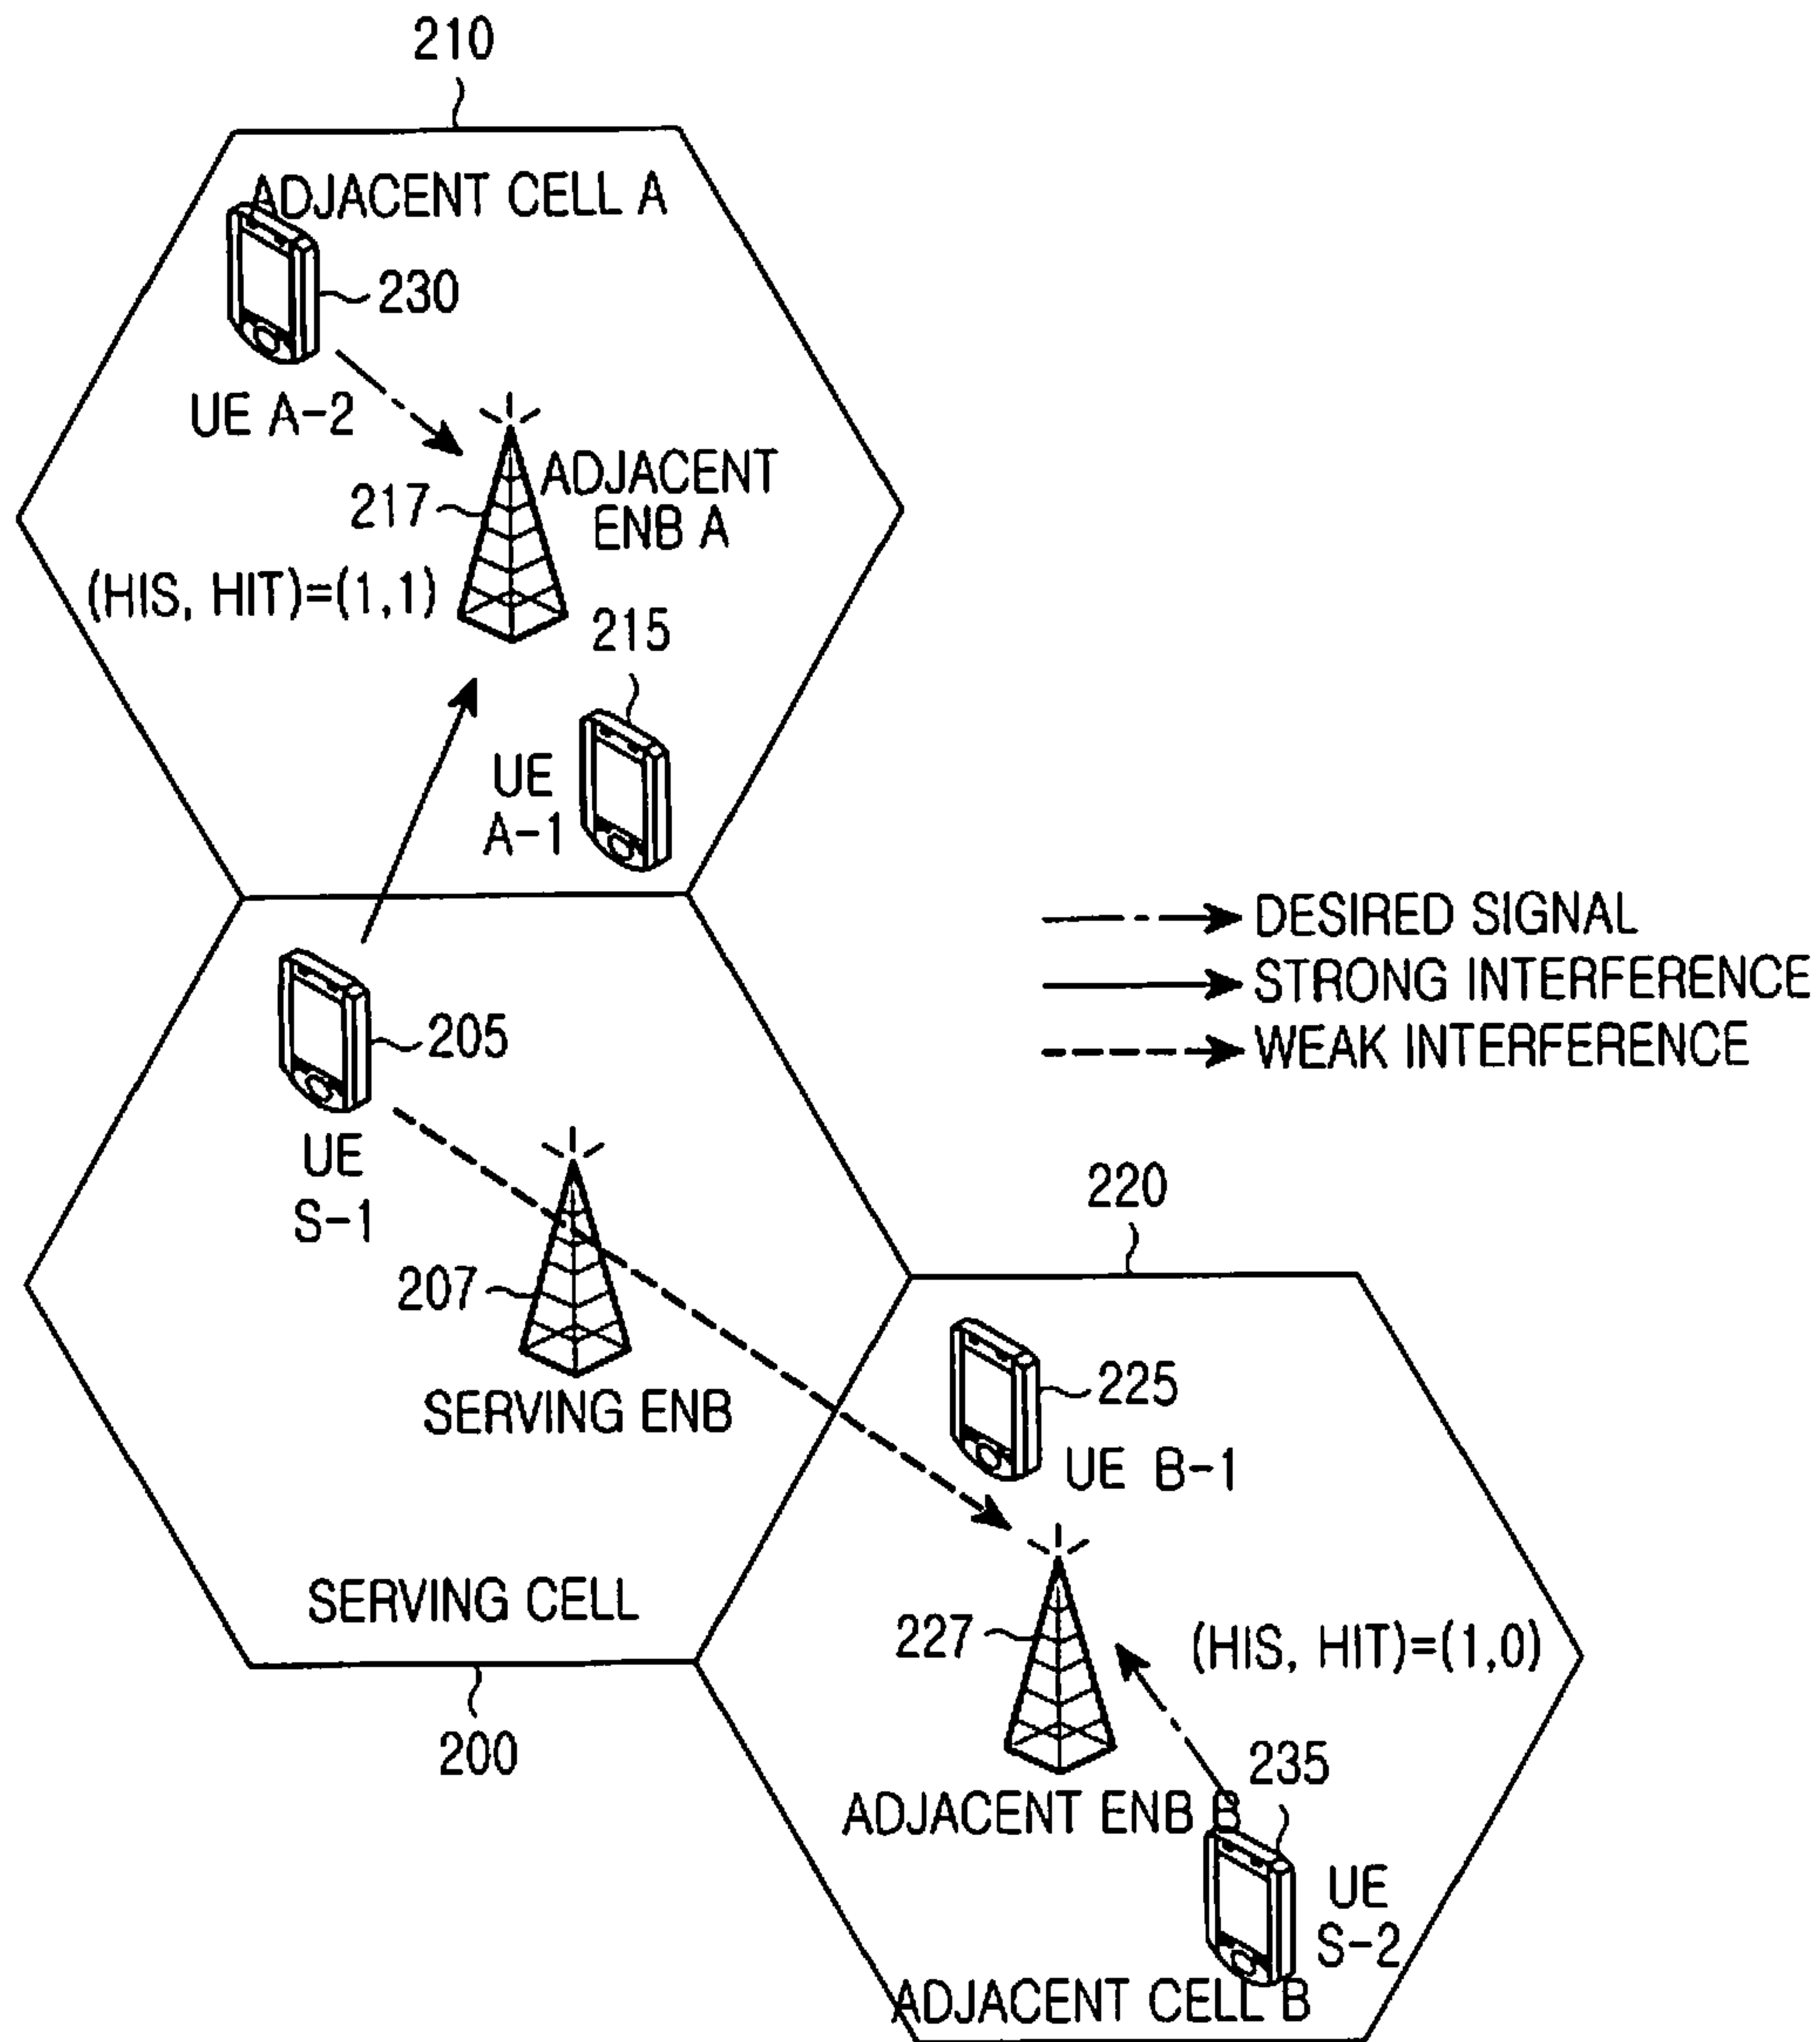 210
ADJACENT CELL A
230
UE A-2
217
ADJACENT
ENB A
(HIS, HIT)=(1,1)
215
UE
A-1
DESIRED SIGNAL
STRONG INTERFERENCE
WEAK INTERFERENCE
205
UE
S-1
220
207
SERVING ENB
225
UE B-1
SERVING CELL
227
(HIS, HIT)=(1,0)
200
235
ADJACENT ENB B
UE
S-2
ADJACENT CELL B